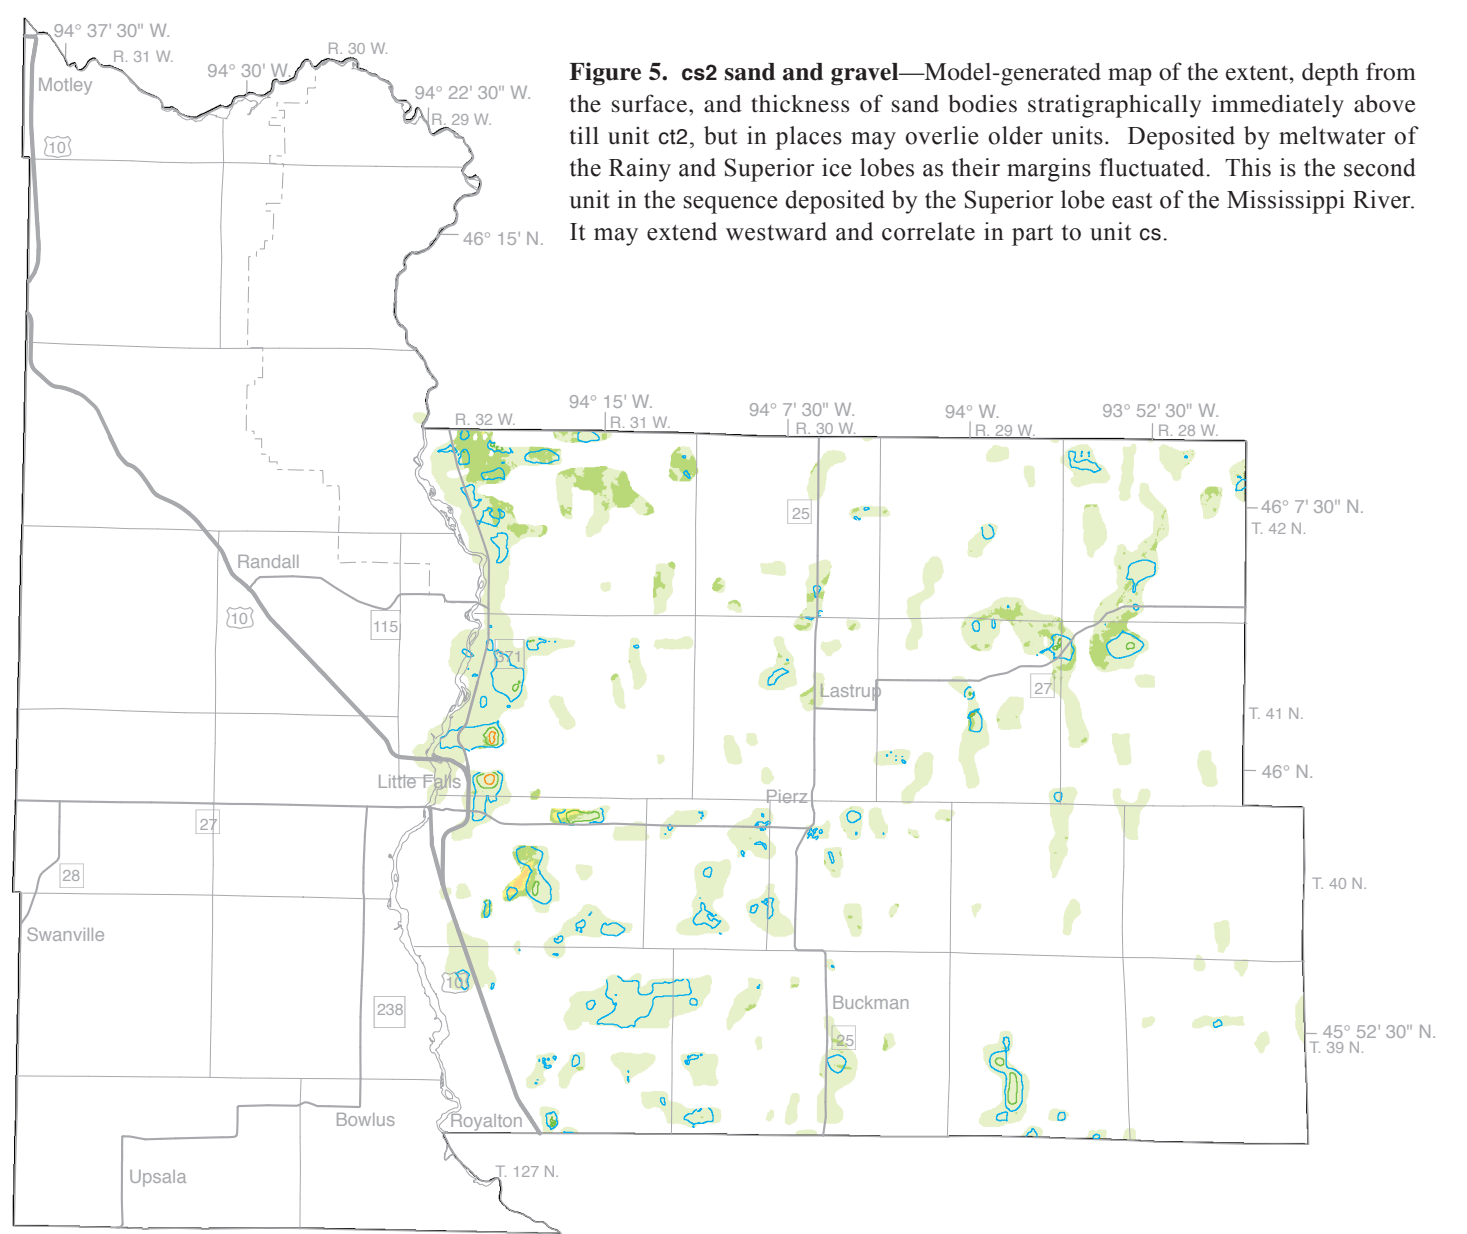 Figure 5. cs2 sand and gravel—Model-generated map of the extent, depth from
the surface, and thickness of sand bodies stratigraphically immediately above
till unit ct2, but in places may overlie older units. Deposited by meltwater of
the Rainy and Superior ice lobes as their margins fluctuated. This is the second
unit in the sequence deposited by the Superior lobe east of the Mississippi River.
It may extend westward and correlate in part to unit cs.
94° 37' 30" W.
R. 31 W.
R. 30 W.
94° 30' W.
Motley
94° 22' 30" W.
R. 29 W.
10
46° 15' N.
94° 15' W.
94° 7' 30" W.
94° W.
93° 52' 30" W.
R. 32 W.
R. 31 W.
R. 30 W.
R. 29 W.
R. 28 W.
25
46° 7' 30" N.
T. 42 N.
Randall
10
115
371
Lastrup
27
T. 41 N.
46° N.
Little Falls
Pierz
27
28
T. 40 N.
Swanville
10
238
Buckman
25
45° 52' 30" N.
T. 39 N.
Bowlus
Royalton
Upsala
T. 127 N.